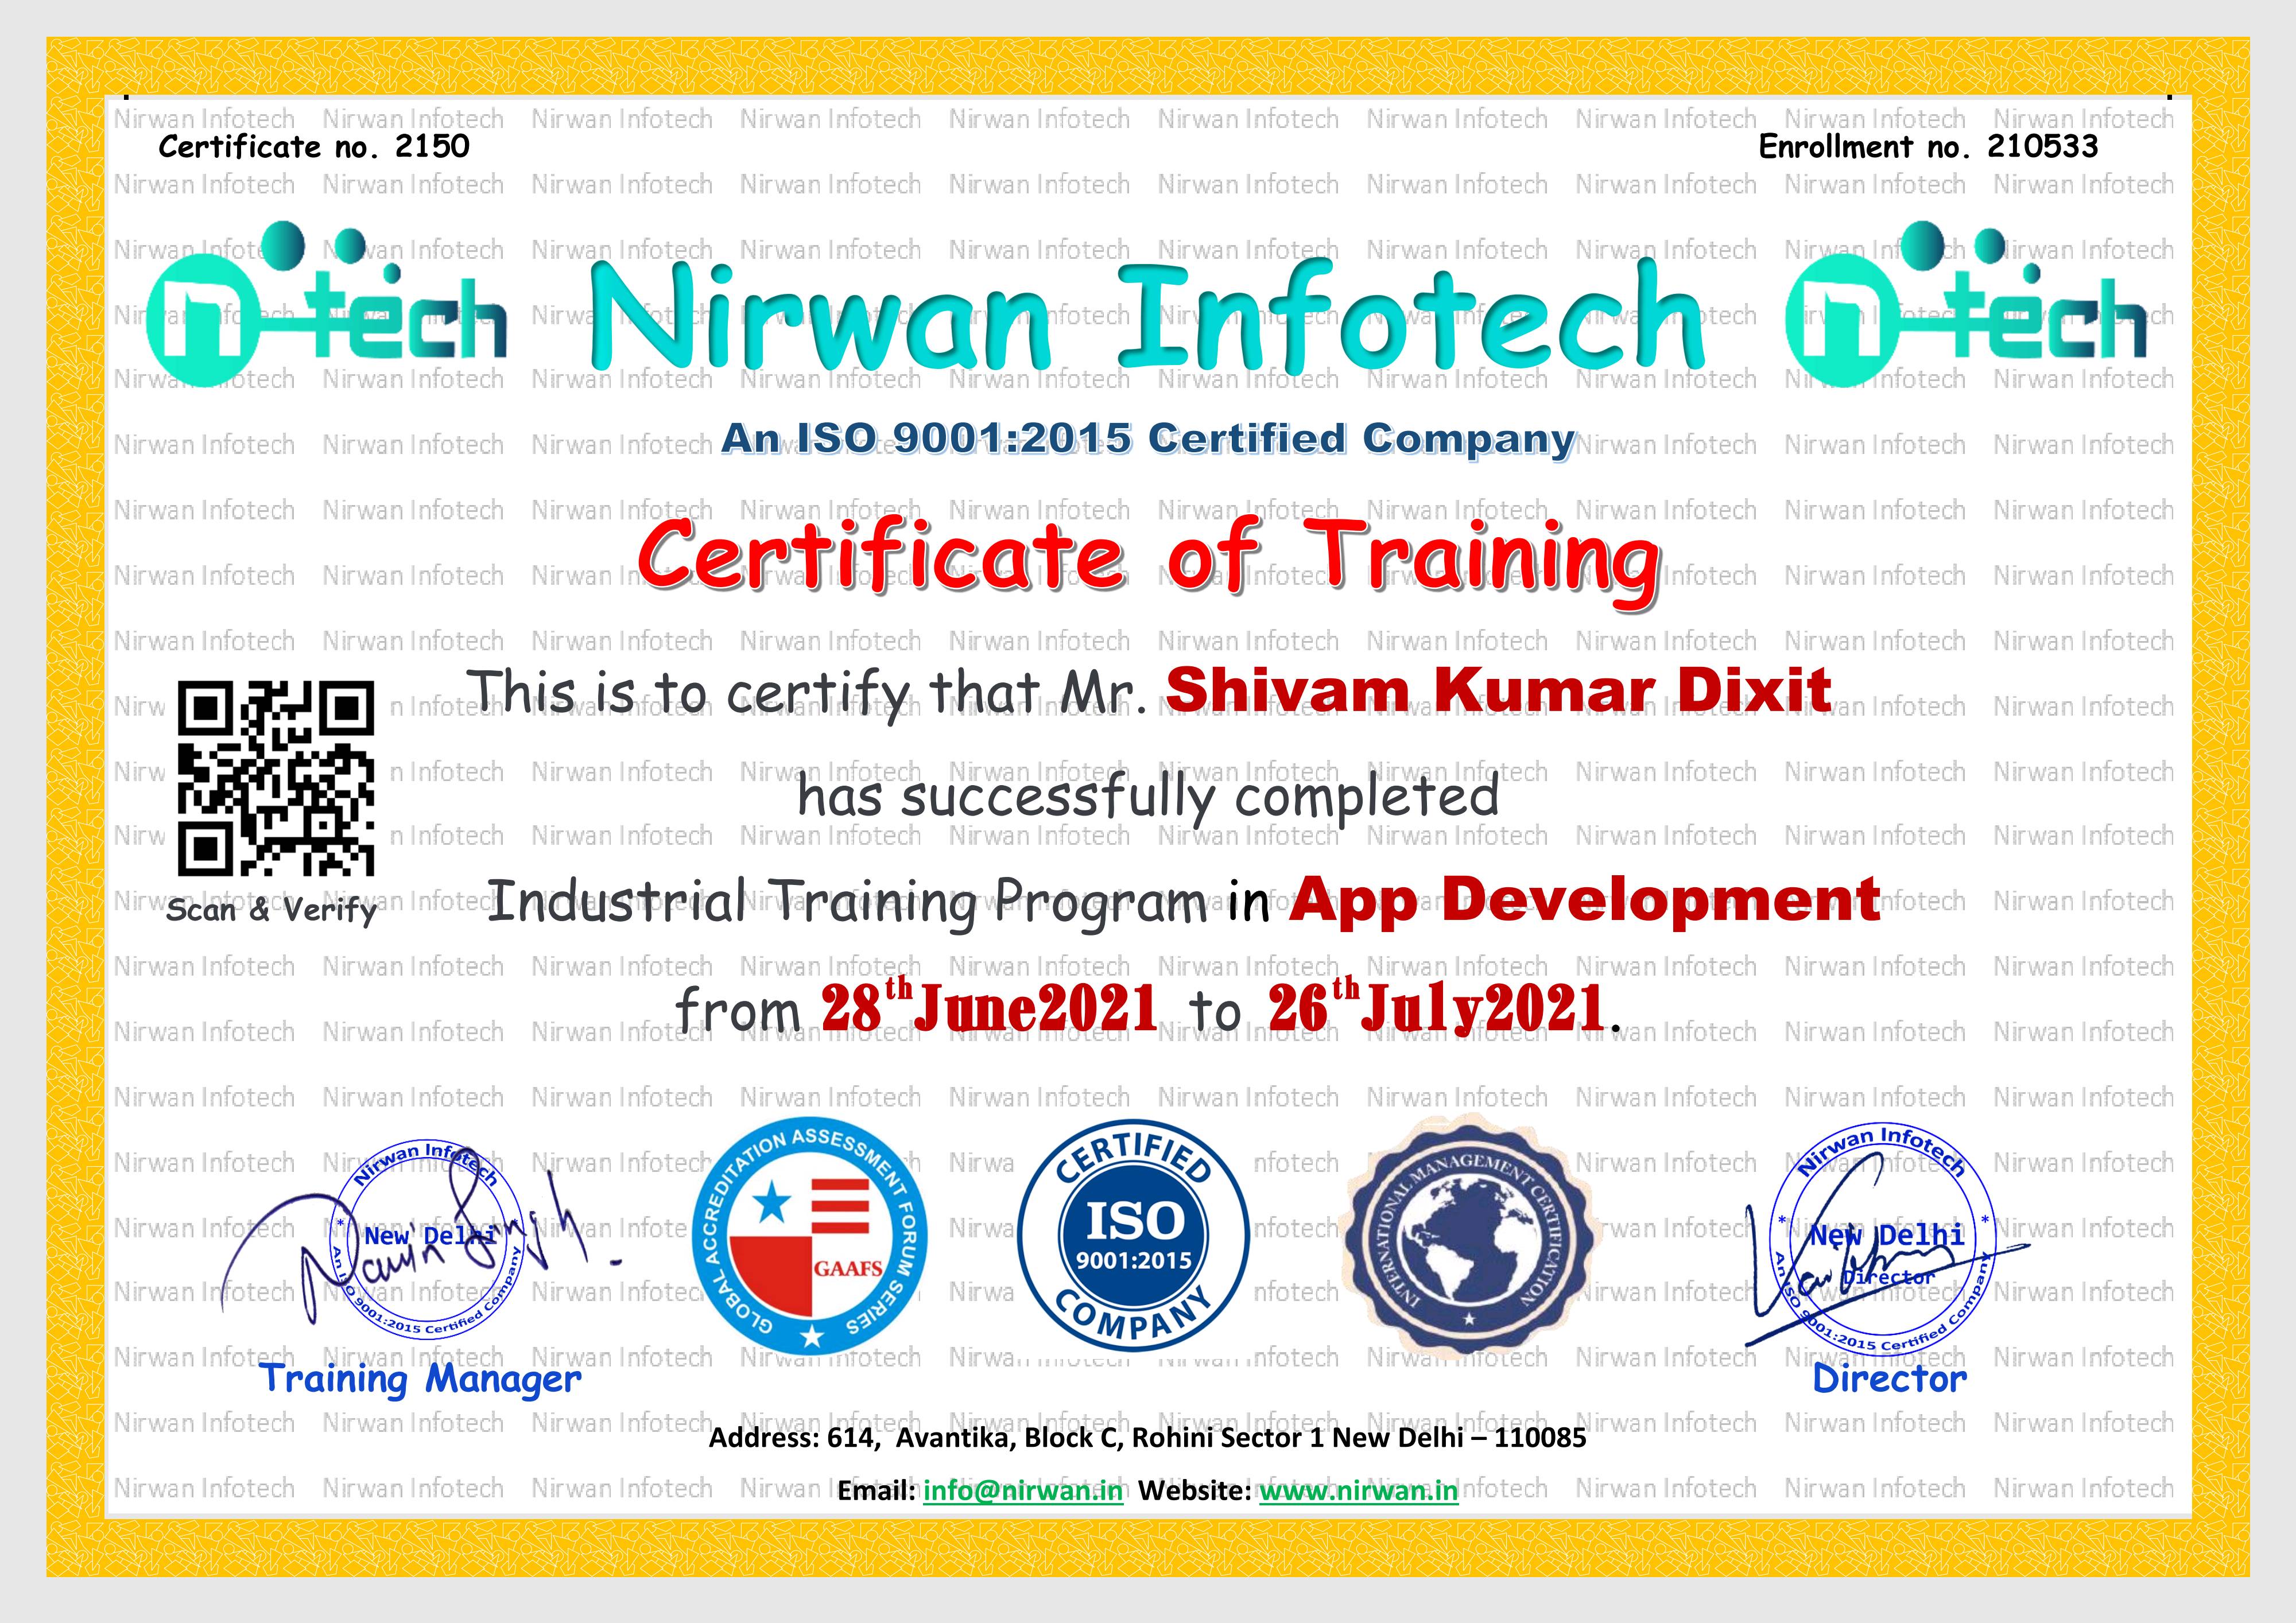 Certificate no. 2150
Enrollment no. 210533
n-tech
Nirwan Infotech
n-tech
An ISO 9001:2015 Certified Company
Certificate of Training
This is to certify that Mr. Shivam Kumar Dixit
has successfully completed
Scan & Verify
Industrial Training Program in App Development
from 28th June2021 to 26th July2021.
Nirwan Infotech
New Delhi
* An ISO 9001:2015 Certified Company
GLOBAL ACCREDITATION ASSESSMENT FORUM SERIES
GAAFS
CERTIFIED
ISO
9001:2015
COMPANY
INTERNATIONAL MANAGEMENT CERTIFICATION
Nirwan Infotech
* New Delhi *
Director
An ISO 9001:2015 Certified Company
Training Manager
Director
Address: 614, Avantika, Block C, Rohini Sector 1 New Delhi – 110085
Email: info@nirwan.in Website: www.nirwan.in
Nirwan Infotech